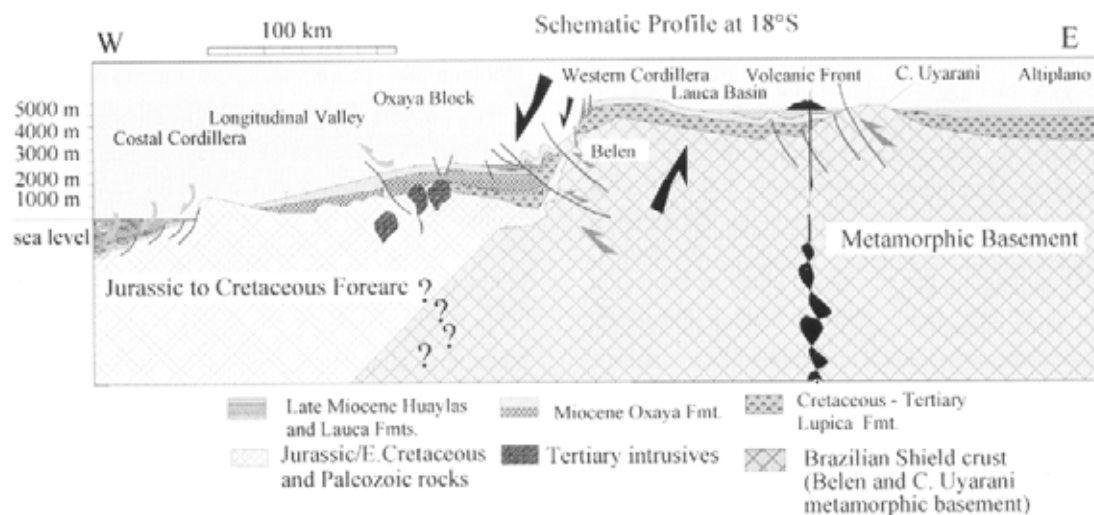 Schematic Profile at 18°S
W
100 km
E
Western Cordillera
Volcanic Front
C. Uyarani
Altiplano
Lauca Basin
Oxaya Block
Longitudinal Valley
Costal Cordillera
Belen
5000 m
4000 m
3000 m
2000 m
1000 m
sea level
Metamorphic Basement
Jurassic to Cretaceous Forearc ?
?
?
?
Late Miocene Huaylas
and Lauca Fmts.
Miocene Oxaya Fmt.
Cretaceous - Tertiary
Lupica Fmt.
Jurassic/E.Cretaceous
and Paleozoic rocks
Tertiary intrusives
Brazilian Shield crust
(Belen and C. Uyarani
metamorphic basement)